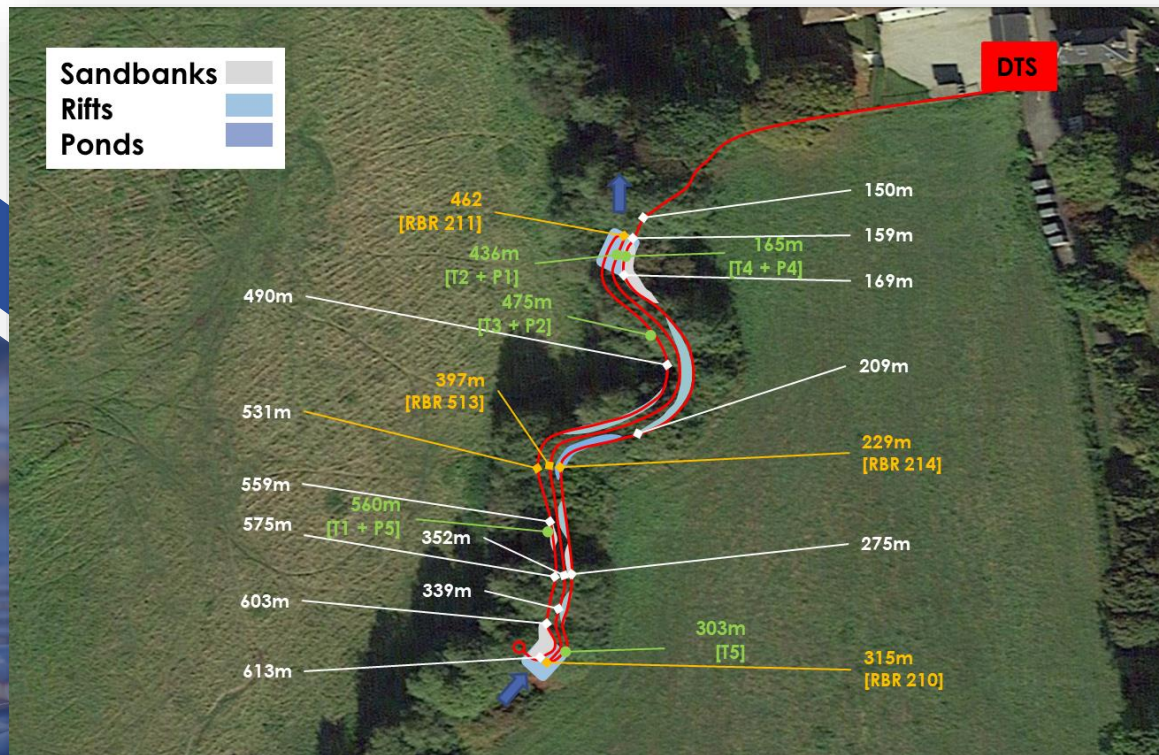 Sandbanks
Rifts
Ponds
DTS
150m
462
[RBR 211]
159m
436m
[T2 + P1]
165m
[T4 + P4]
169m
490m
475m
[T3 + P2]
209m
397m
[RBR 513]
531m
229m
[RBR 214]
559m
560m
[T1 + P5]
575m
352m
275m
339m
603m
303m
[T5]
613m
315m
[RBR 210]